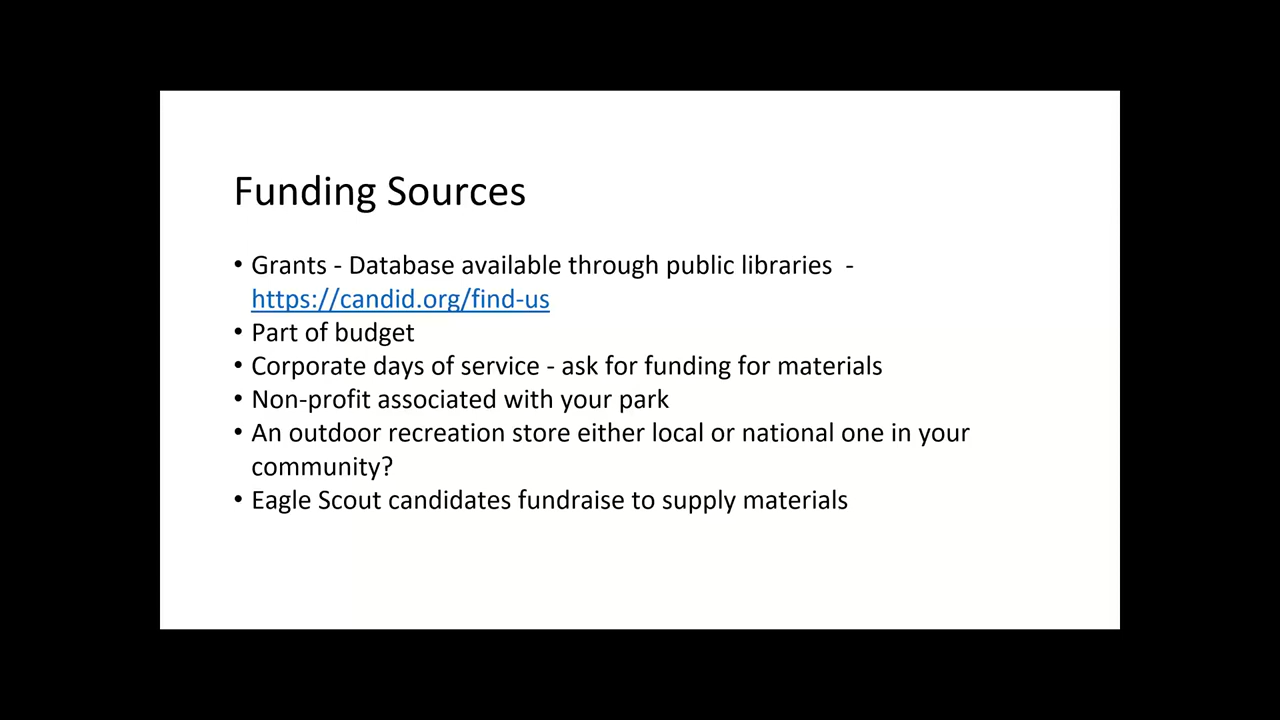 Funding Sources
• Grants - Database available through public libraries -
https://candid.org/find-us
• Part of budget
• Corporate days of service - ask for funding for materials
• Non-profit associated with your park
• An outdoor recreation store either local or national one in your
community?
• Eagle Scout candidates fundraise to supply materials